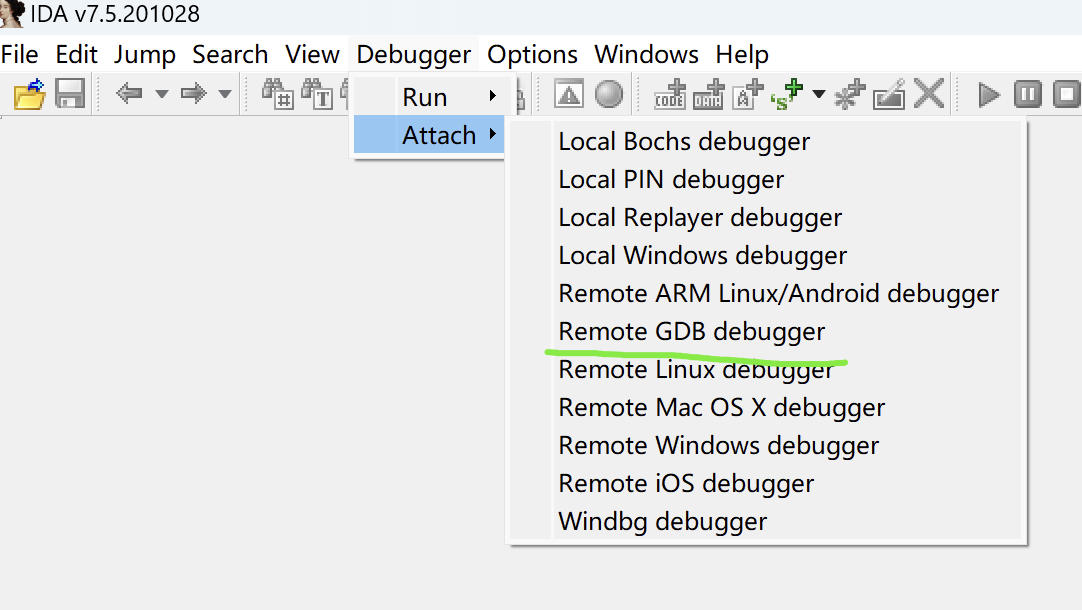 IDA v7.5.201028
File Edit Jump Search View Debugger Options Windows Help
Run
Attach
Local Bochs debugger
Local PIN debugger
Local Replayer debugger
Local Windows debugger
Remote ARM Linux/Android debugger
Remote GDB debugger
Remote Linux debugger
Remote Mac OS X debugger
Remote Windows debugger
Remote iOS debugger
Windbg debugger